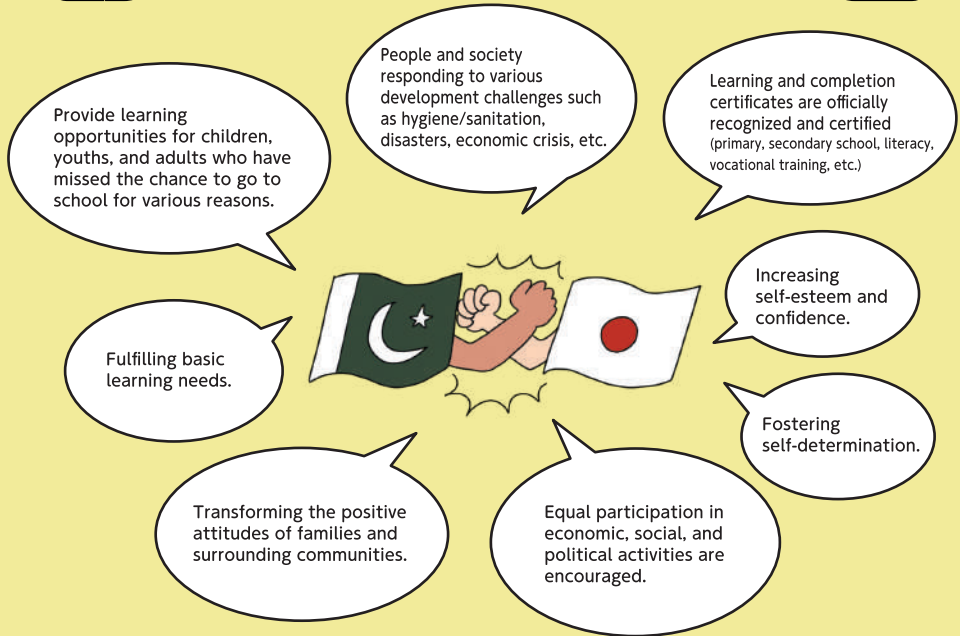 People and society
responding to various
development challenges such
as hygiene/sanitation,
disasters, economic crisis, etc.
Learning and completion
certificates are officially
recognized and certified
(primary, secondary school, literacy,
vocational training, etc.)
Provide learning
opportunities for children,
youths, and adults who have
missed the chance to go to
school for various reasons.
Increasing
self-esteem and
confidence.
Fulfilling basic
learning needs.
Fostering
self-determination.
Transforming the positive
attitudes of families and
surrounding communities.
Equal participation in
economic, social, and
political activities are
encouraged.